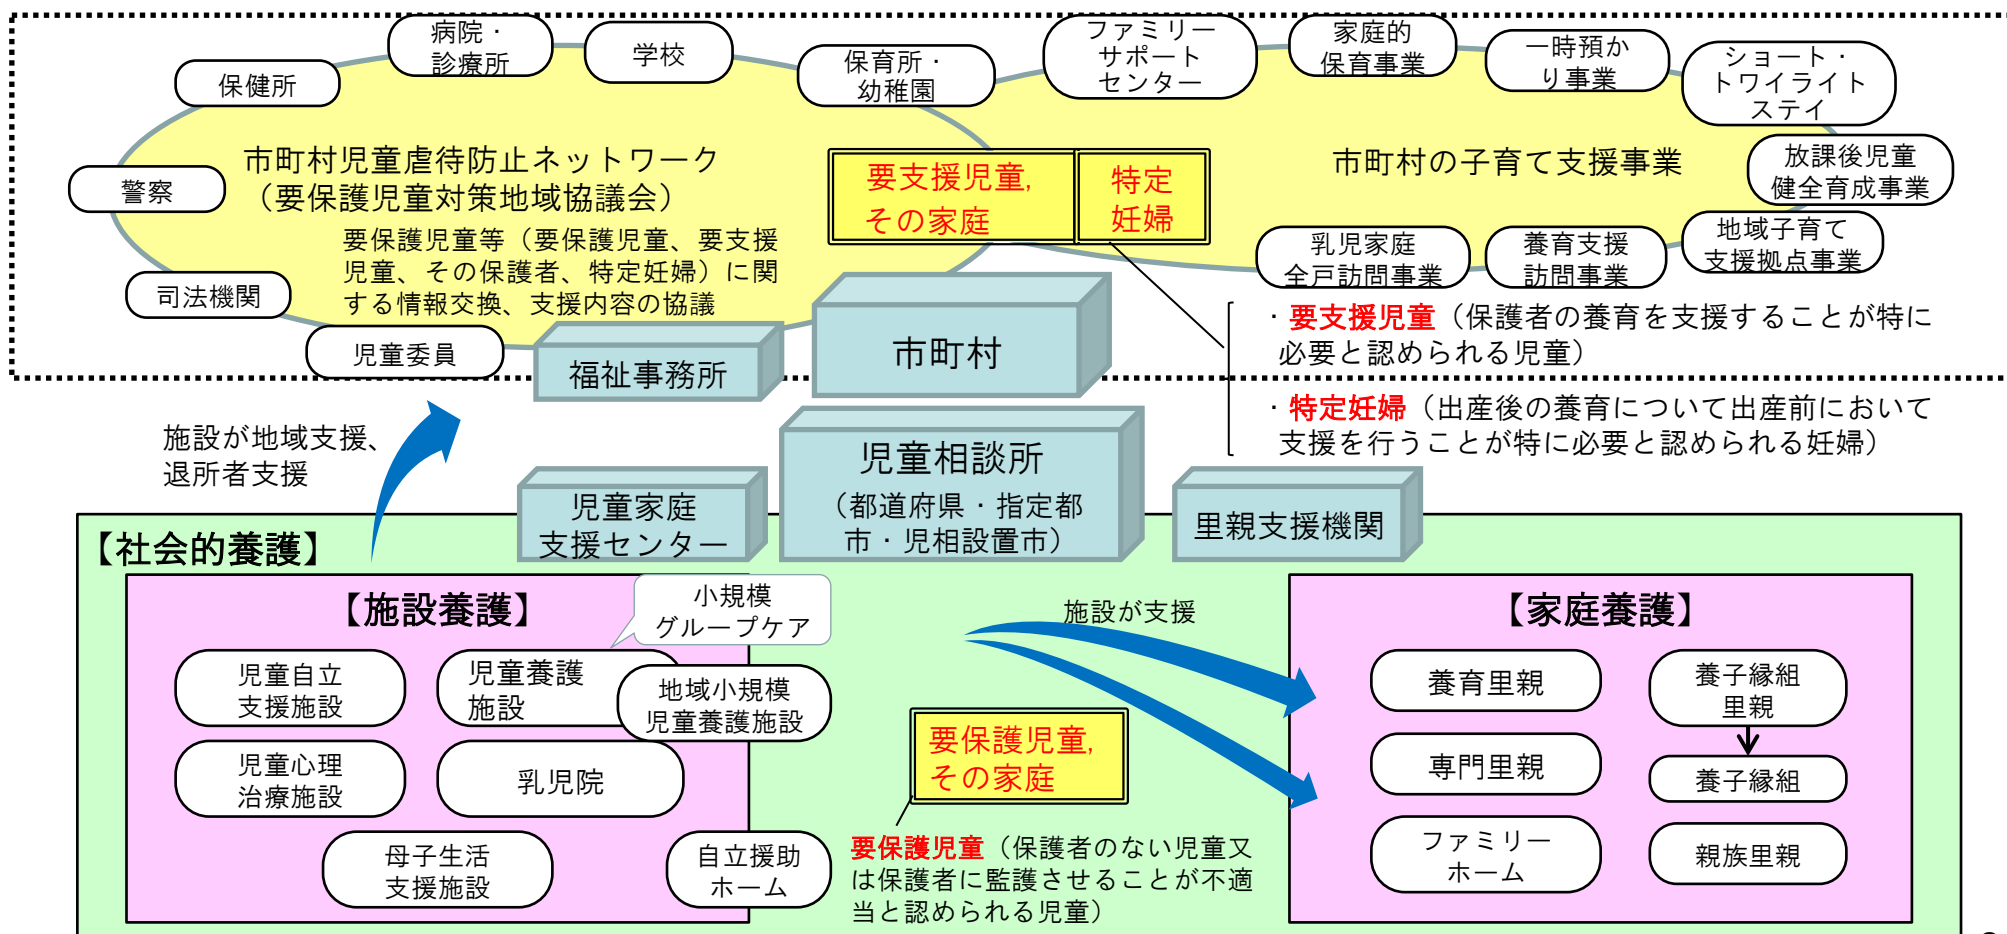 病院・
診療所
学校
保育所・
幼稚園
ファミリー
サポート
センター
家庭的
保育事業
一時預か
り事業
ショート・
トワイライト
ステイ
保健所
警察
司法機関
児童委員
市町村児童虐待防止ネットワーク
（要保護児童対策地域協議会）
要保護児童等（要保護児童、要支援
児童、その保護者、特定妊婦）に関
する情報交換、支援内容の協議
要支援児童,
その家庭
特定
妊婦
市町村の子育て支援事業
放課後児童
健全育成事業
地域子育て
支援拠点事業
養育支援
訪問事業
乳児家庭
全戸訪問事業
福祉事務所
市町村
・要支援児童（保護者の養育を支援することが特に
必要と認められる児童）
・特定妊婦（出産後の養育について出産前において
支援を行うことが特に必要と認められる妊婦）
施設が地域支援、
退所者支援
児童家庭
支援センター
児童相談所
（都道府県・指定都
市・児相設置市）
里親支援機関
【社会的養護】
【施設養護】
小規模
グループケア
児童自立
支援施設
児童養護
施設
地域小規模
児童養護施設
児童心理
治療施設
乳児院
母子生活
支援施設
自立援助
ホーム
施設が支援
要保護児童,
その家庭
要保護児童（保護者のない児童又
は保護者に監護させることが不適
当と認められる児童）
【家庭養護】
養育里親
養子縁組
里親
専門里親
養子縁組
ファミリー
ホーム
親族里親